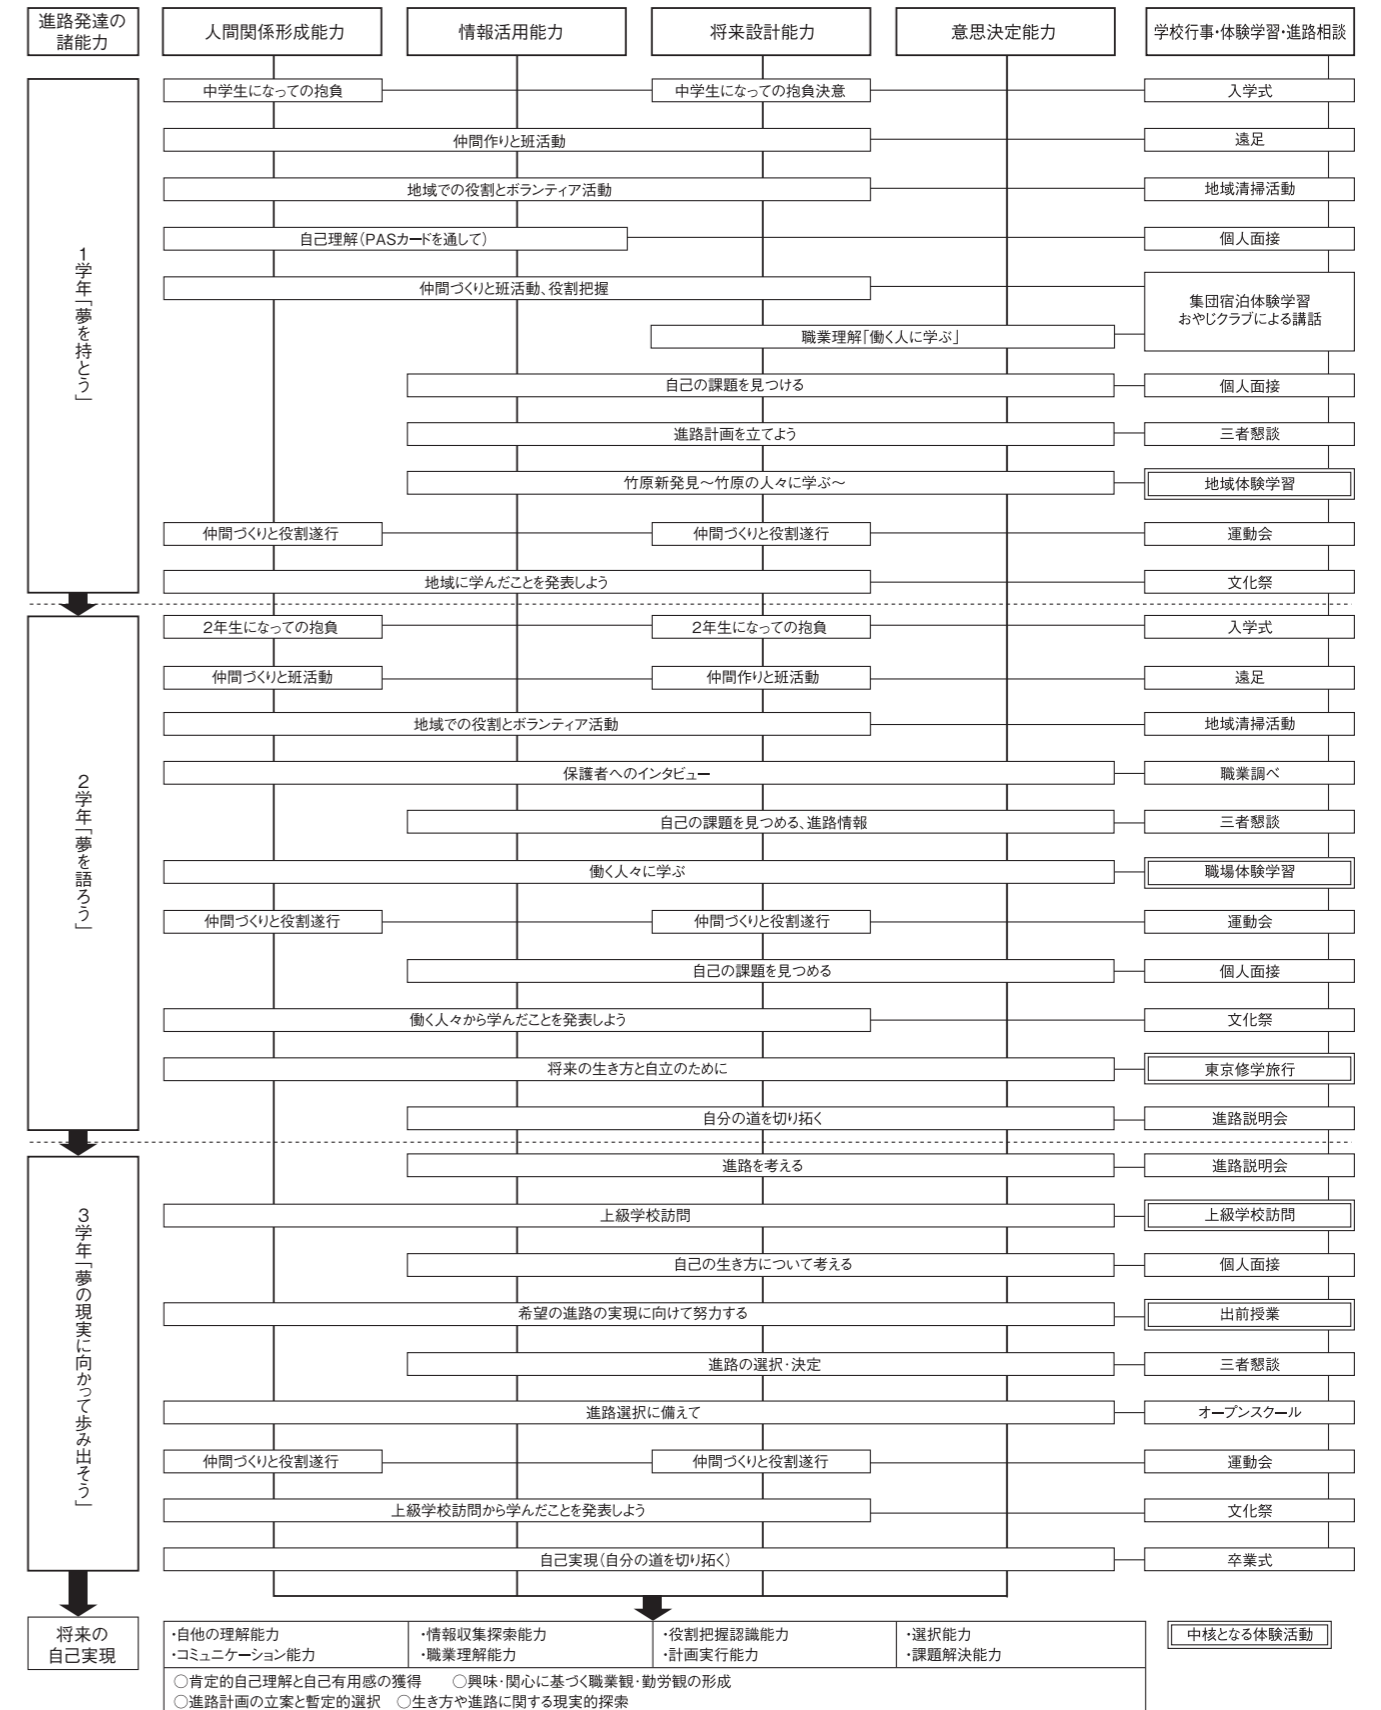 進路発達の
諸能力
人間関係形成能力
情報活用能力
将来設計能力
意思決定能力
学校行事・体験学習・進路相談
1学年「夢を持とう」
中学生になっての抱負
中学生になっての抱負決意
入学式
仲間作りと班活動
遠足
地域での役割とボランティア活動
地域清掃活動
自己理解（PASカードを通して）
個人面接
仲間づくりと班活動、役割把握
集団宿泊体験学習
おやじクラブによる講話
職業理解「働く人に学ぶ」
自己の課題を見つける
個人面接
進路計画を立てよう
三者懇談
竹原新発見～竹原の人々に学ぶ～
地域体験学習
仲間づくりと役割遂行
仲間づくりと役割遂行
運動会
地域に学んだことを発表しよう
文化祭
2学年「夢を語ろう」
2年生になっての抱負
2年生になっての抱負
入学式
仲間づくりと班活動
仲間作りと班活動
遠足
地域での役割とボランティア活動
地域清掃活動
保護者へのインタビュー
職業調べ
自己の課題を見つめる、進路情報
三者懇談
働く人々に学ぶ
職場体験学習
仲間づくりと役割遂行
仲間づくりと役割遂行
運動会
自己の課題を見つめる
個人面接
働く人々から学んだことを発表しよう
文化祭
将来の生き方と自立のために
東京修学旅行
自分の道を切り拓く
進路説明会
3学年「夢の現実に向かって歩み出そう」
進路を考える
進路説明会
上級学校訪問
上級学校訪問
自己の生き方について考える
個人面接
希望の進路の実現に向けて努力する
出前授業
進路の選択・決定
三者懇談
進路選択に備えて
オープンスクール
仲間づくりと役割遂行
仲間づくりと役割遂行
運動会
上級学校訪問から学んだことを発表しよう
文化祭
自己実現（自分の道を切り拓く）
卒業式
将来の
自己実現
・自他の理解能力
・コミュニケーション能力
・情報収集探索能力
・職業理解能力
・役割把握認識能力
・計画実行能力
・選択能力
・課題解決能力
中核となる体験活動
○肯定的自己理解と自己有用感の獲得　○興味・関心に基づく職業観・勤労観の形成
○進路計画の立案と暫定的選択　○生き方や進路に関する現実的探索